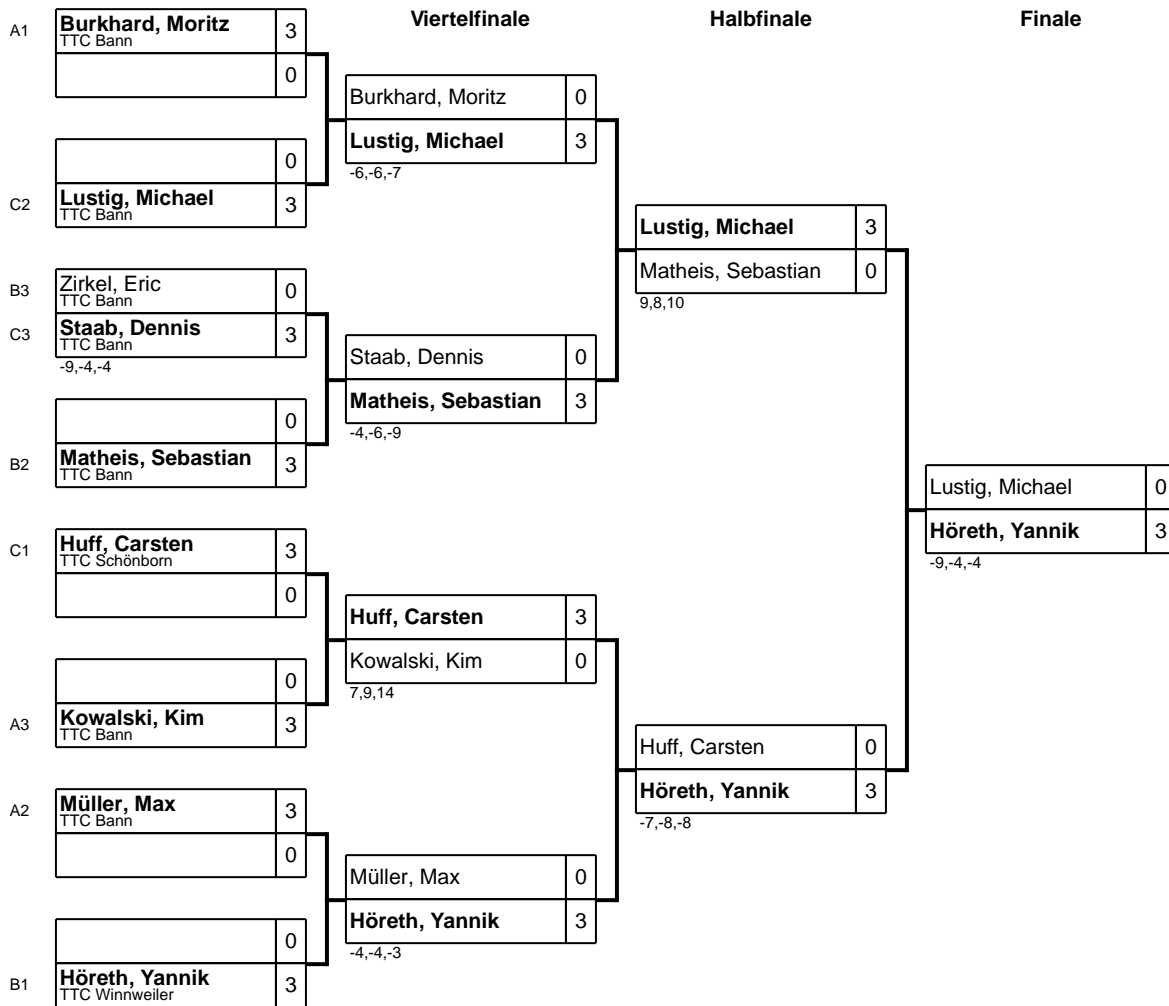 Viertelfinale
Halbfinale
Finale
A1
Burkhard, Moritz 3
TTC Bann
0
0
C2
Lustig, Michael 3
TTC Bann
B3
Zirkel, Eric 0
TTC Bann
C3
Staab, Dennis 3
TTC Bann
-9,-4,-4
0
B2
Matheis, Sebastian 3
TTC Bann
C1
Huff, Carsten 3
TTC Schönborn
0
0
A3
Kowalski, Kim 3
TTC Bann
A2
Müller, Max 3
TTC Bann
0
0
B1
Höreth, Yannik 3
TTC Winnweiler
Burkhard, Moritz 0
Lustig, Michael 3
-6,-6,-7
Staab, Dennis 0
Matheis, Sebastian 3
-4,-6,-9
Huff, Carsten 3
Kowalski, Kim 0
7,9,14
Müller, Max 0
Höreth, Yannik 3
-4,-4,-3
Lustig, Michael 3
Matheis, Sebastian 0
9,8,10
Huff, Carsten 0
Höreth, Yannik 3
-7,-8,-8
Lustig, Michael 0
Höreth, Yannik 3
-9,-4,-4